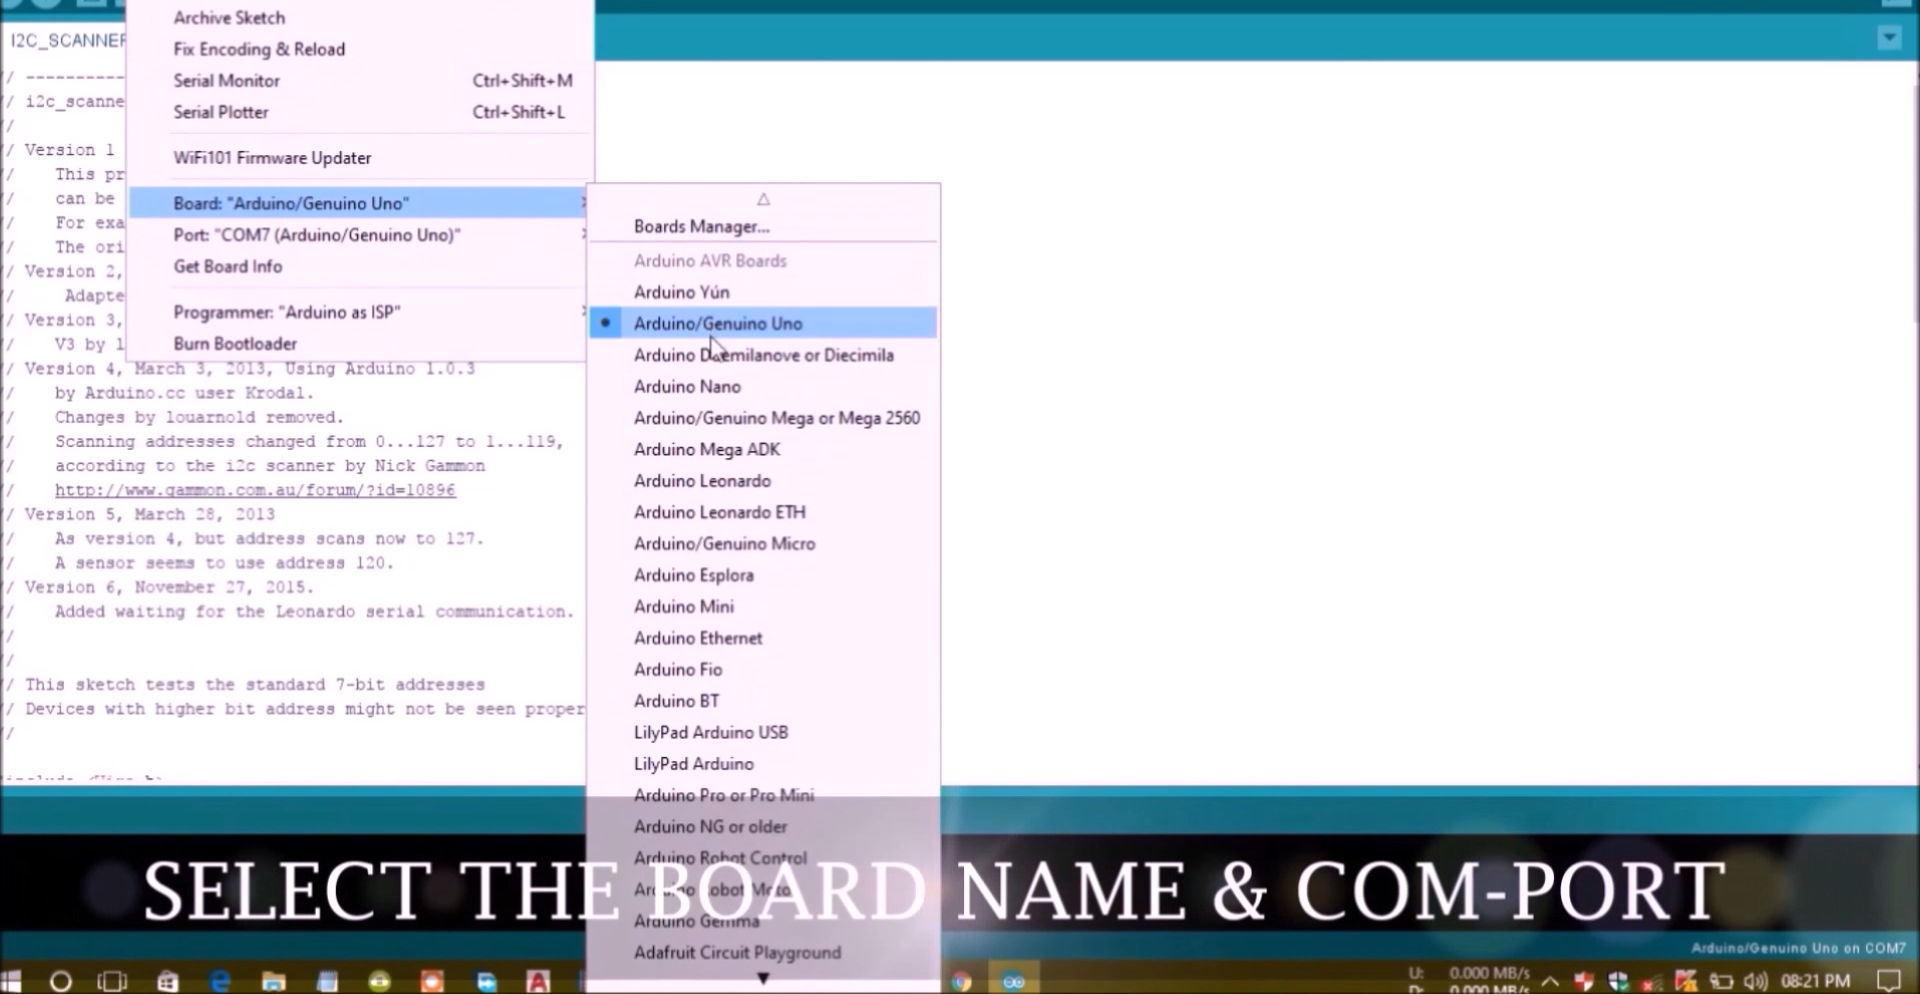 Archive Sketch
Fix Encoding & Reload
Serial Monitor Ctrl+Shift+M
Serial Plotter Ctrl+Shift+L
WiFi101 Firmware Updater
Board: "Arduino/Genuino Uno"
Port: "COM7 (Arduino/Genuino Uno)"
Get Board Info
Programmer: "Arduino as ISP"
Burn Bootloader
I2C_SCANNER
// ----------
// i2c_scanne
//
// Version 1
// This pr
// can be
// For exa
// The ori
// Version 2,
// Adapte
// Version 3,
// V3 by l
// Version 4, March 3, 2013, Using Arduino 1.0.3
// by Arduino.cc user Krodal.
// Changes by louarnold removed.
// Scanning addresses changed from 0...127 to 1...119,
// according to the i2c scanner by Nick Gammon
// http://www.gammon.com.au/forum/?id=10896
// Version 5, March 28, 2013
// As version 4, but address scans now to 127.
// A sensor seems to use address 120.
// Version 6, November 27, 2015.
// Added waiting for the Leonardo serial communication.
//
//
// This sketch tests the standard 7-bit addresses
// Devices with higher bit address might not be seen proper
//
Boards Manager...
Arduino AVR Boards
Arduino Yún
Arduino/Genuino Uno
Arduino Duemilanove or Diecimila
Arduino Nano
Arduino/Genuino Mega or Mega 2560
Arduino Mega ADK
Arduino Leonardo
Arduino Leonardo ETH
Arduino/Genuino Micro
Arduino Esplora
Arduino Mini
Arduino Ethernet
Arduino Fio
Arduino BT
LilyPad Arduino USB
LilyPad Arduino
Arduino Pro or Pro Mini
Arduino NG or older
Arduino Robot Control
Arduino Robot Motor
Arduino Gemma
Adafruit Circuit Playground
SELECT THE BOARD NAME & COM-PORT
Arduino/Genuino Uno on COM7
U: 0.000 MB/s
D: 0.000 MB/s
08:21 PM